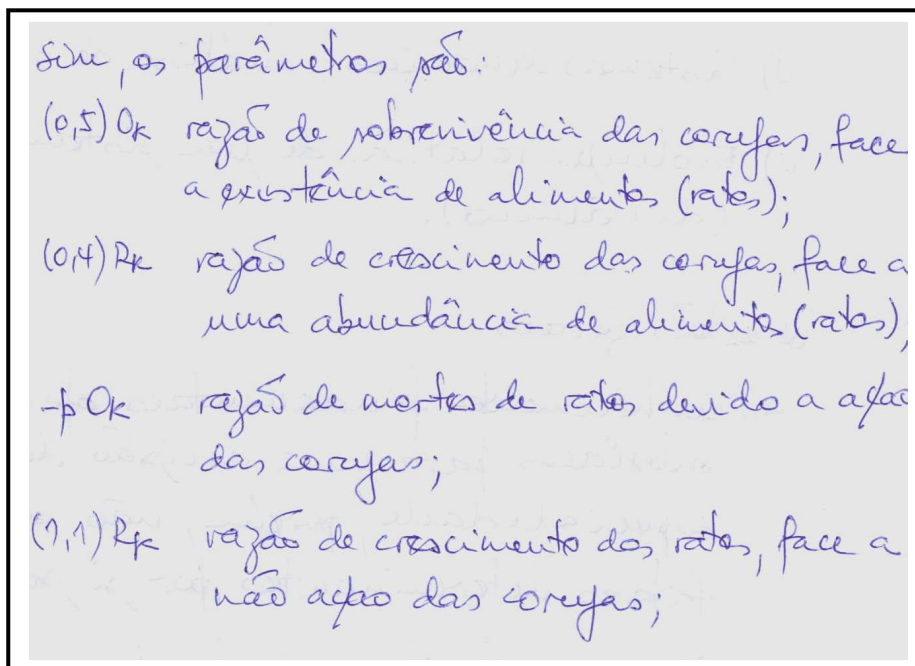 Sim, os parâmetros são:
(0,5) OK razão de sobrevivência das corujas, face
a existência de alimentos (ratos);
(0,4) RK razão de crescimento das corujas, face a
uma abundância de alimentos (ratos);
-p OK razão de mortes de ratos devido a ação
das corujas;
(1,1) RK razão de crescimento dos ratos, face a
não ação das corujas;